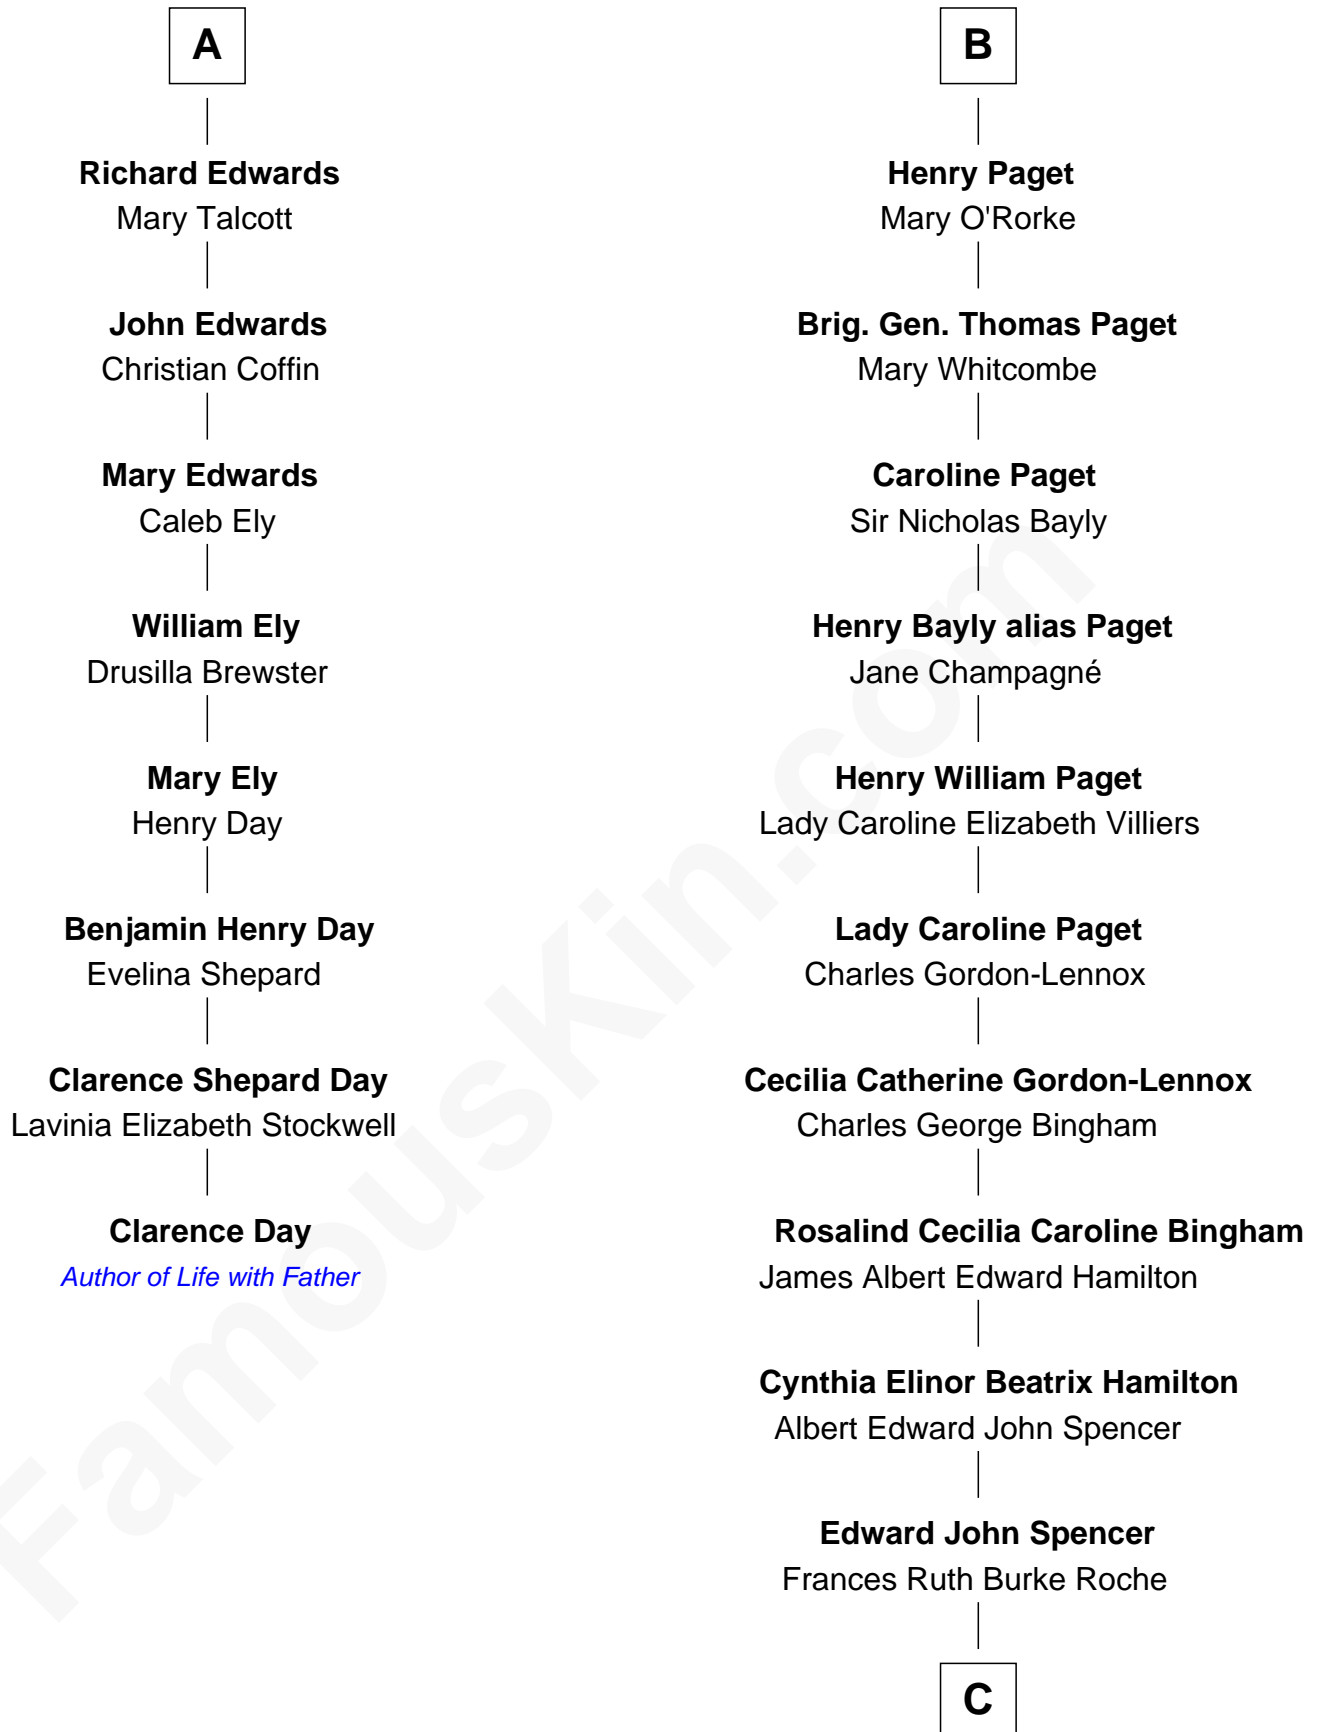 A
Richard Edwards
Mary Talcott
John Edwards
Christian Coffin
Mary Edwards
Caleb Ely
William Ely
Drusilla Brewster
Mary Ely
Henry Day
Benjamin Henry Day
Evelina Shepard
Clarence Shepard Day
Lavinia Elizabeth Stockwell
Clarence Day
Author of Life with Father
B
Henry Paget
Mary O'Rorke
Brig. Gen. Thomas Paget
Mary Whitcombe
Caroline Paget
Sir Nicholas Bayly
Henry Bayly alias Paget
Jane Champagné
Henry William Paget
Lady Caroline Elizabeth Villiers
Lady Caroline Paget
Charles Gordon-Lennox
Cecilia Catherine Gordon-Lennox
Charles George Bingham
Rosalind Cecilia Caroline Bingham
James Albert Edward Hamilton
Cynthia Elinor Beatrix Hamilton
Albert Edward John Spencer
Edward John Spencer
Frances Ruth Burke Roche
C
FamousKin.com